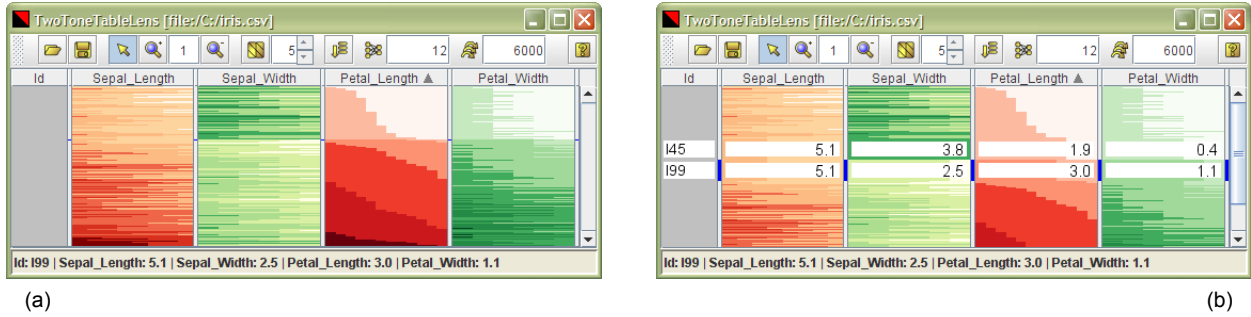 TwoToneTableLens [file:/C:/iris.csv]
1 5 12 6000
Id Sepal_Length Sepal_Width Petal_Length ▲ Petal_Width
Id: I99 | Sepal_Length: 5.1 | Sepal_Width: 2.5 | Petal_Length: 3.0 | Petal_Width: 1.1
(a)
TwoToneTableLens [file:/C:/iris.csv]
1 5 12 6000
Id Sepal_Length Sepal_Width Petal_Length ▲ Petal_Width
I45 5.1 3.8 1.9 0.4
I99 5.1 2.5 3.0 1.1
Id: I99 | Sepal_Length: 5.1 | Sepal_Width: 2.5 | Petal_Length: 3.0 | Petal_Width: 1.1
(b)